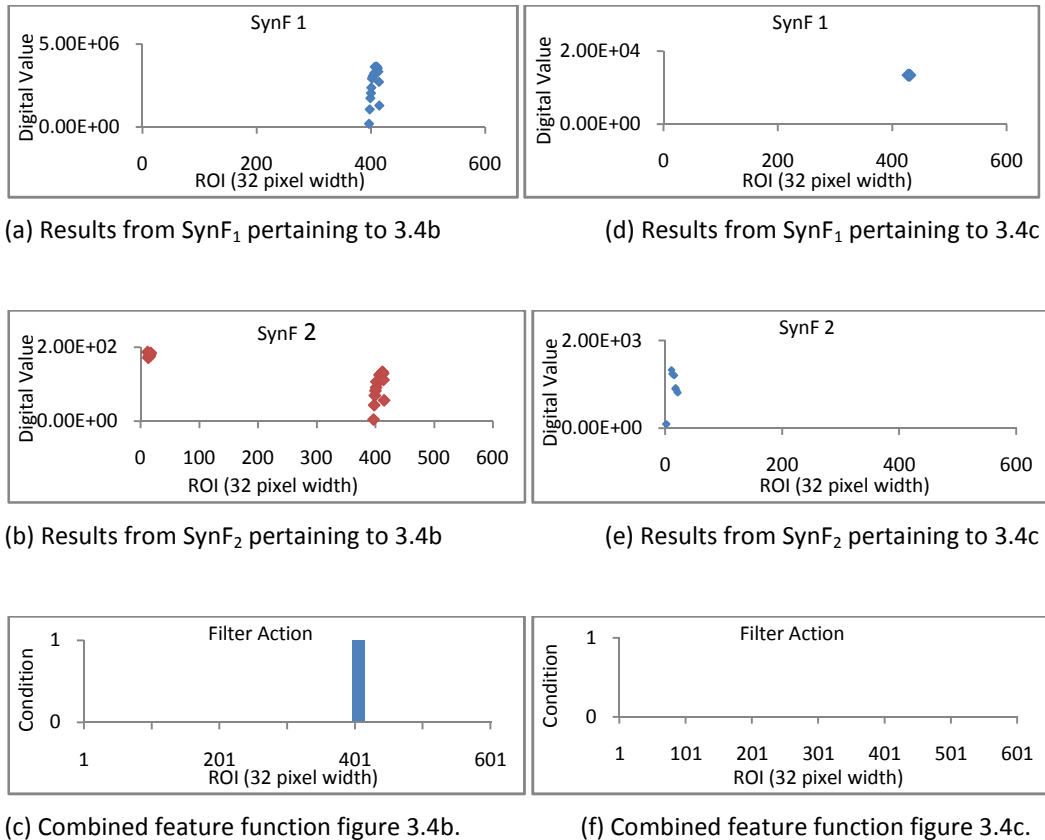 SynF 1
5.00E+06
0.00E+00
Digital Value
0 200 400 600
ROI (32 pixel width)
(a) Results from SynF1 pertaining to 3.4b
SynF 1
2.00E+04
0.00E+00
Digital Value
0 200 400 600
ROI (32 pixel width)
(d) Results from SynF1 pertaining to 3.4c
SynF 2
2.00E+02
0.00E+00
Digital Value
0 100 200 300 400 500 600
ROI (32 pixel width)
(b) Results from SynF2 pertaining to 3.4b
SynF 2
2.00E+03
0.00E+00
Digital Value
0 200 400 600
ROI (32 pixel width)
(e) Results from SynF2 pertaining to 3.4c
Filter Action
1
0
Condition
1 201 401 601
ROI (32 pixel width)
(c) Combined feature function figure 3.4b.
Filter Action
1
0
Condition
1 101 201 301 401 501 601
ROI (32 pixel width)
(f) Combined feature function figure 3.4c.